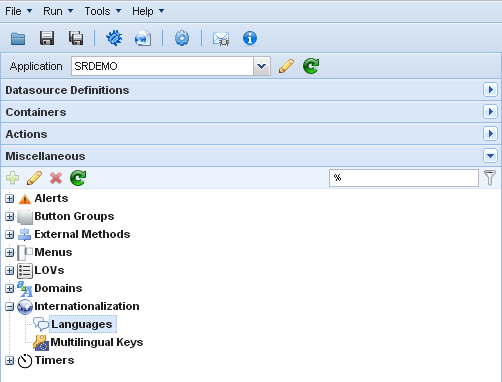 File Run Tools Help
Application SRDEMO
Datasource Definitions
Containers
Actions
Miscellaneous
%
Alerts
Button Groups
External Methods
Menus
LOVs
Domains
Internationalization
Languages
Multilingual Keys
Timers